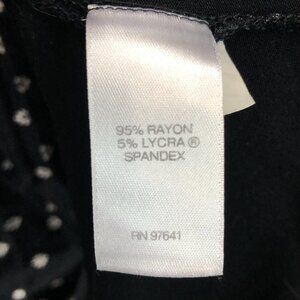 95% RAYON
5% LYCRA ®
SPANDEX
RN 97641